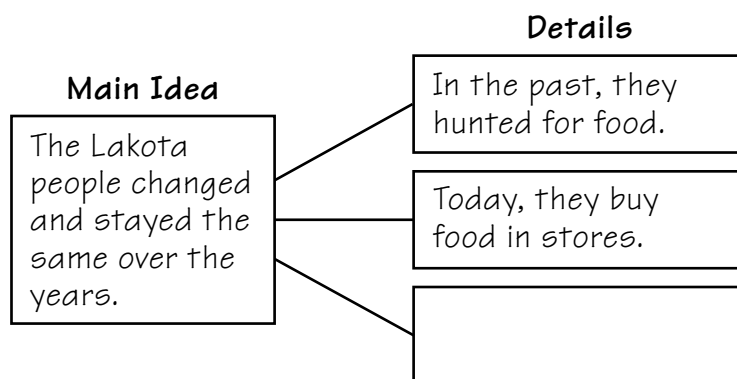 Main Idea
The Lakota
people changed
and stayed the
same over the
years.
Details
In the past, they
hunted for food.
Today, they buy
food in stores.